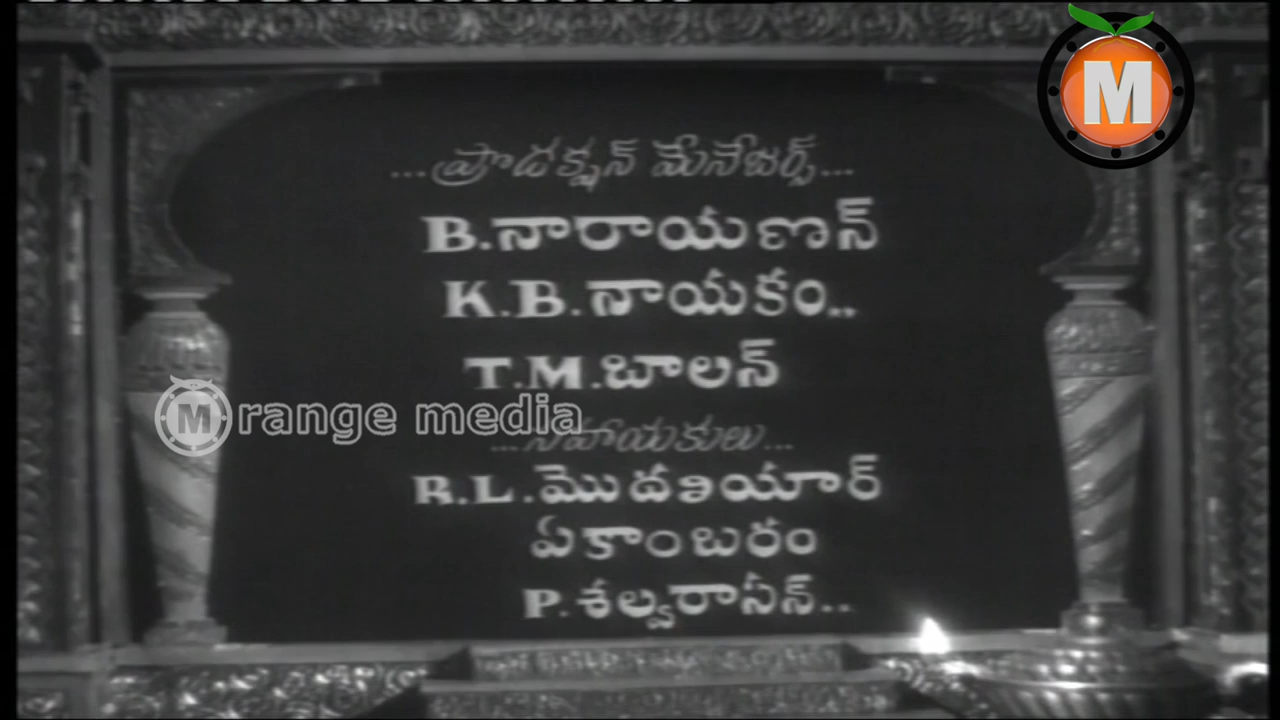 M
...ప్రొడక్షన్ మేనేజర్స్...
B.నారాయణన్
K.B.నాయకం..
T.M.బాలన్
M range media
...సహాయకులు...
R.L.మొదలియార్
ఏకాంబరం
P.శల్వరాసన్..